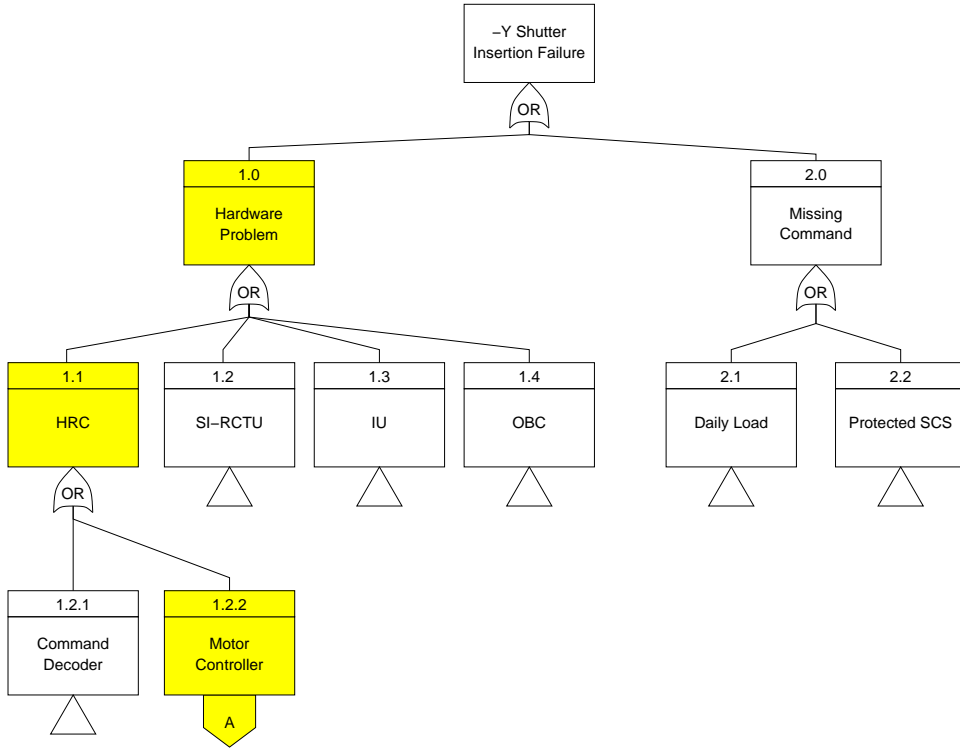 –Y Shutter
Insertion Failure
OR
1.0
Hardware
Problem
2.0
Missing
Command
OR
OR
1.1
HRC
1.2
SI–RCTU
1.3
IU
1.4
OBC
2.1
Daily Load
2.2
Protected SCS
OR
1.2.1
Command
Decoder
1.2.2
Motor
Controller
A